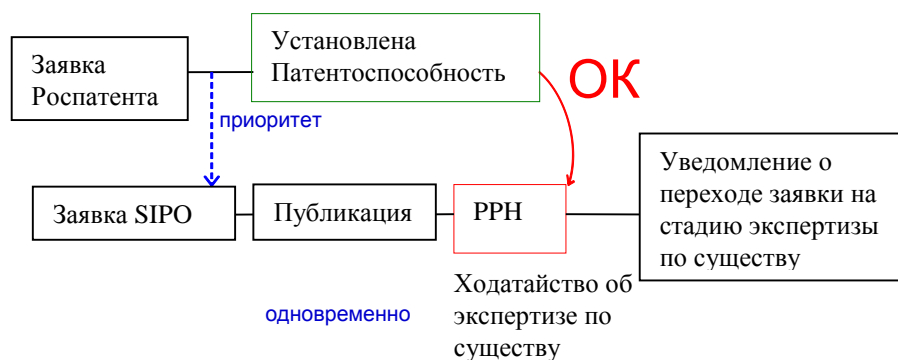 Заявка
Роспатента
Установлена
Патентоспособность
ОК
приоритет
Заявка SIPO
Публикация
PPH
Уведомление о
переходе заявки на
стадию экспертизы
по существу
одновременно
Ходатайство об
экспертизе по
существу